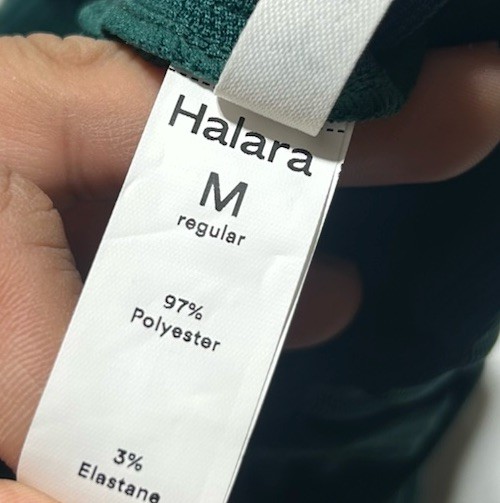 Halara
M
regular
97%
Polyester
3%
Elastane